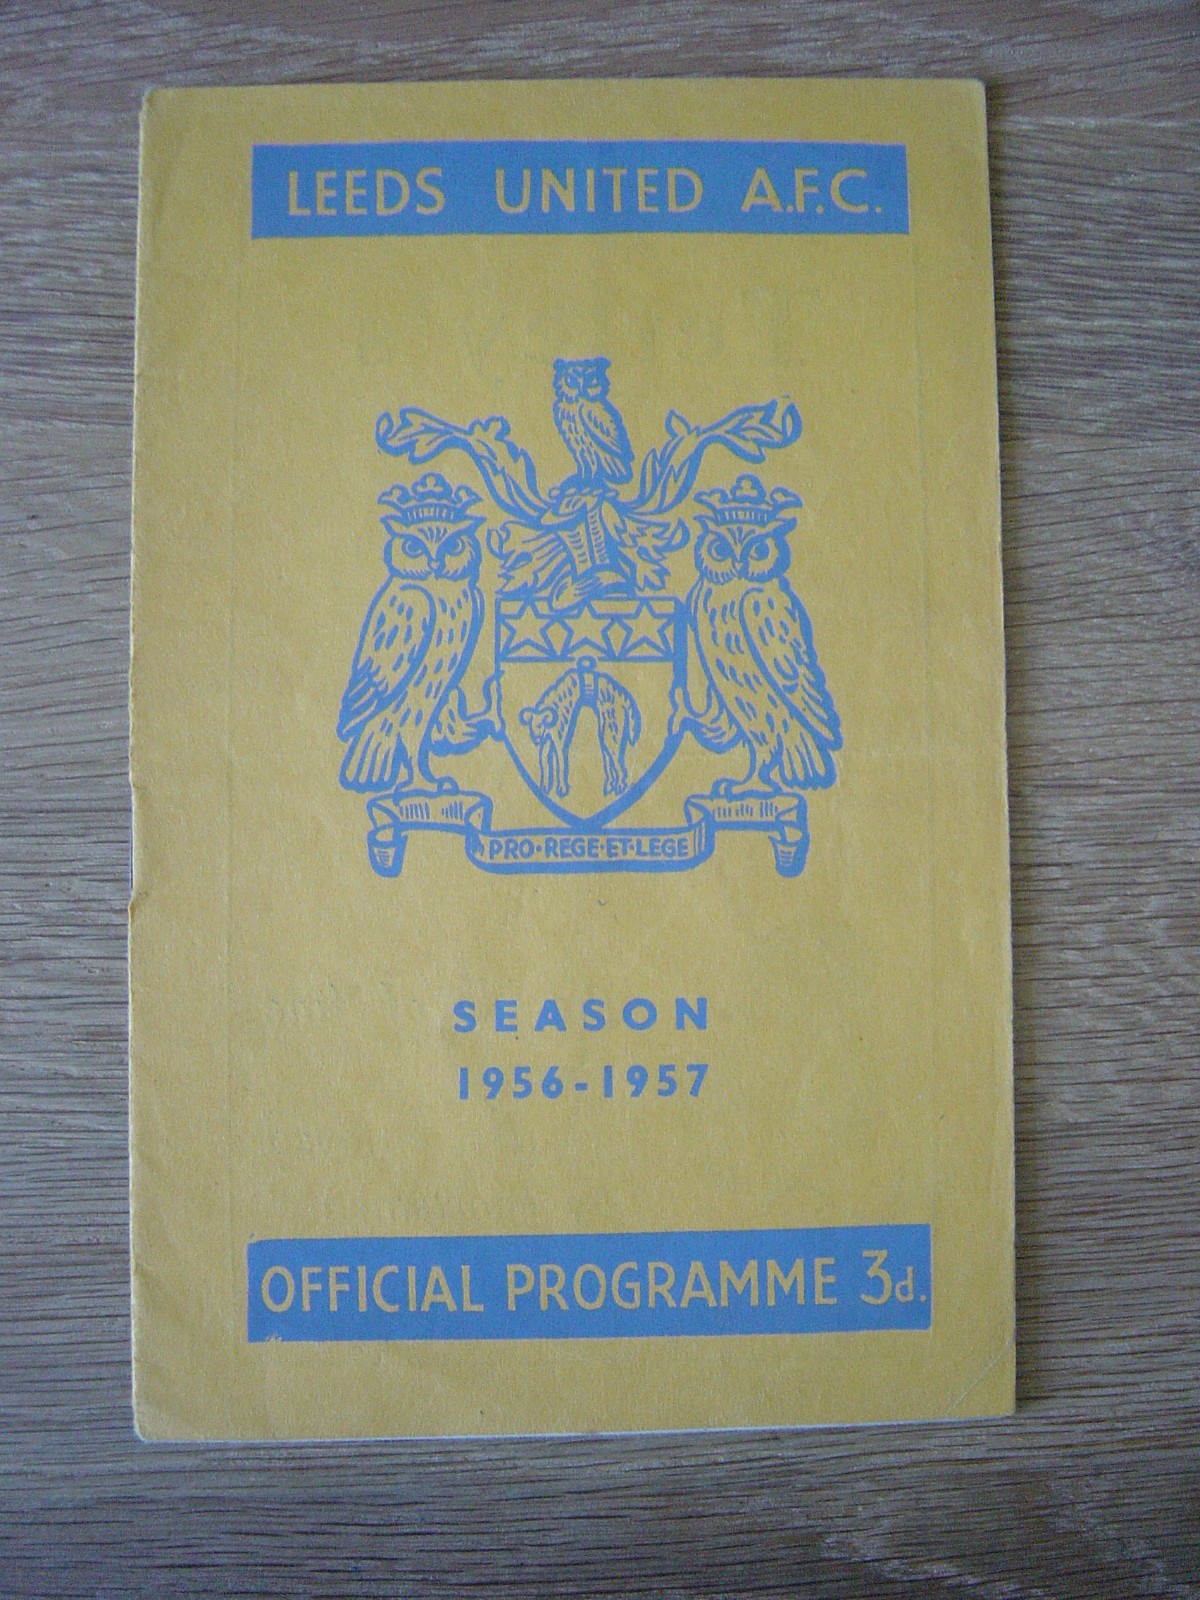 LEEDS UNITED A.F.C.
PRO·REGE·ET·LEGE
SEASON
1956-1957
OFFICIAL PROGRAMME 3d.